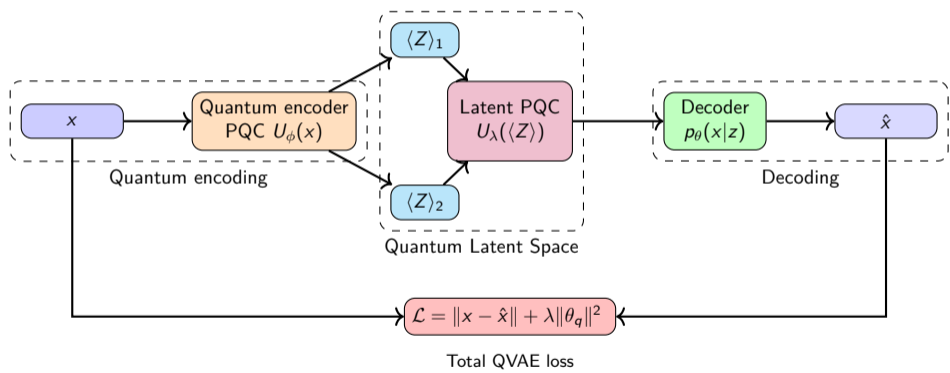 ⟨Z⟩₁
x
Quantum encoder
PQC U_ϕ(x)
Latent PQC
U_λ(⟨Z⟩)
Decoder
p_θ(x|z)
x̂
Quantum encoding
Decoding
⟨Z⟩₂
Quantum Latent Space
ℒ = ‖x − x̂‖ + λ‖θ_q‖²
Total QVAE loss